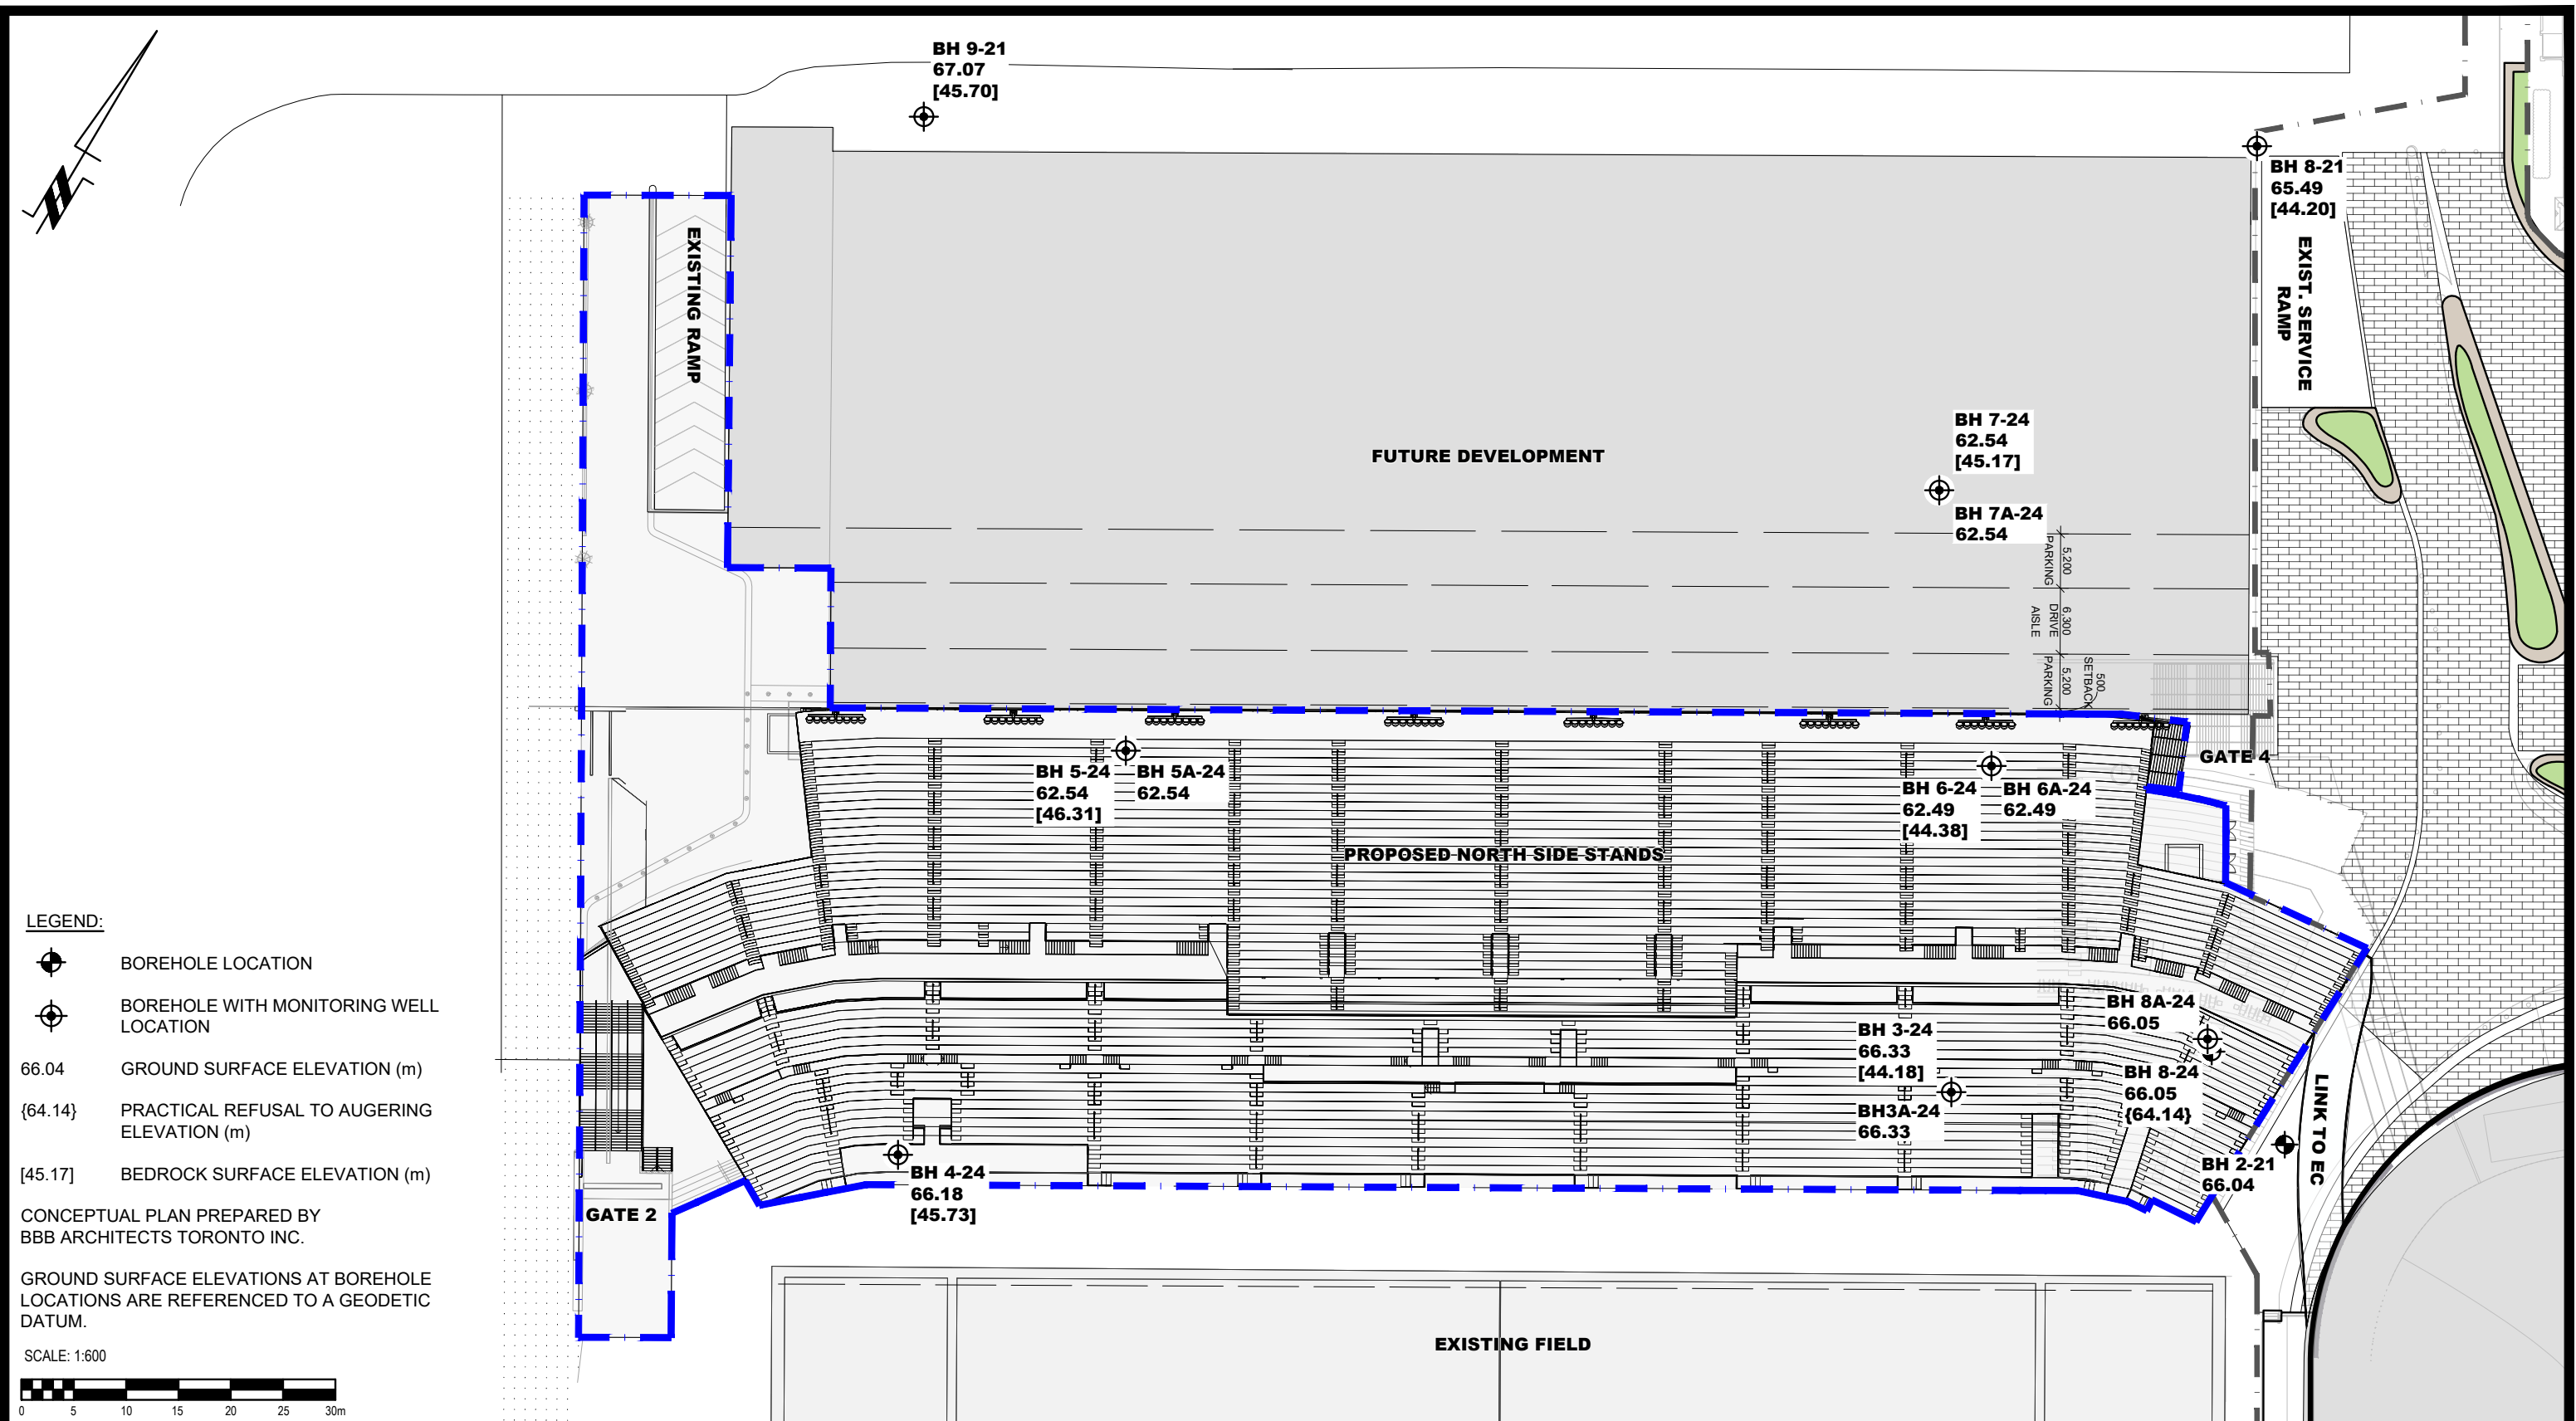 BH 9-21
67.07
[45.70]
BH 8-21
65.49
[44.20]
EXISTING RAMP
EXIST. SERVICE
RAMP
BH 7-24
62.54
[45.17]
FUTURE DEVELOPMENT
BH 7A-24
62.54
5,200
PARKING
6,300
DRIVE
AISLE
5,200
PARKING
500
SETBACK
GATE 4
BH 5-24
62.54
[46.31]
BH 5A-24
62.54
BH 6-24
62.49
[44.38]
BH 6A-24
62.49
PROPOSED NORTH SIDE STANDS
BH 8A-24
66.05
BH 3-24
66.33
[44.18]
BH3A-24
66.33
BH 8-24
66.05
{64.14}
LINK TO EC
BH 2-21
66.04
BH 4-24
66.18
[45.73]
GATE 2
EXISTING FIELD
LEGEND:
BOREHOLE LOCATION
BOREHOLE WITH MONITORING WELL
LOCATION
66.04 GROUND SURFACE ELEVATION (m)
{64.14} PRACTICAL REFUSAL TO AUGERING
ELEVATION (m)
[45.17] BEDROCK SURFACE ELEVATION (m)
CONCEPTUAL PLAN PREPARED BY
BBB ARCHITECTS TORONTO INC.
GROUND SURFACE ELEVATIONS AT BOREHOLE
LOCATIONS ARE REFERENCED TO A GEODETIC
DATUM.
SCALE: 1:600
0 5 10 15 20 25 30m